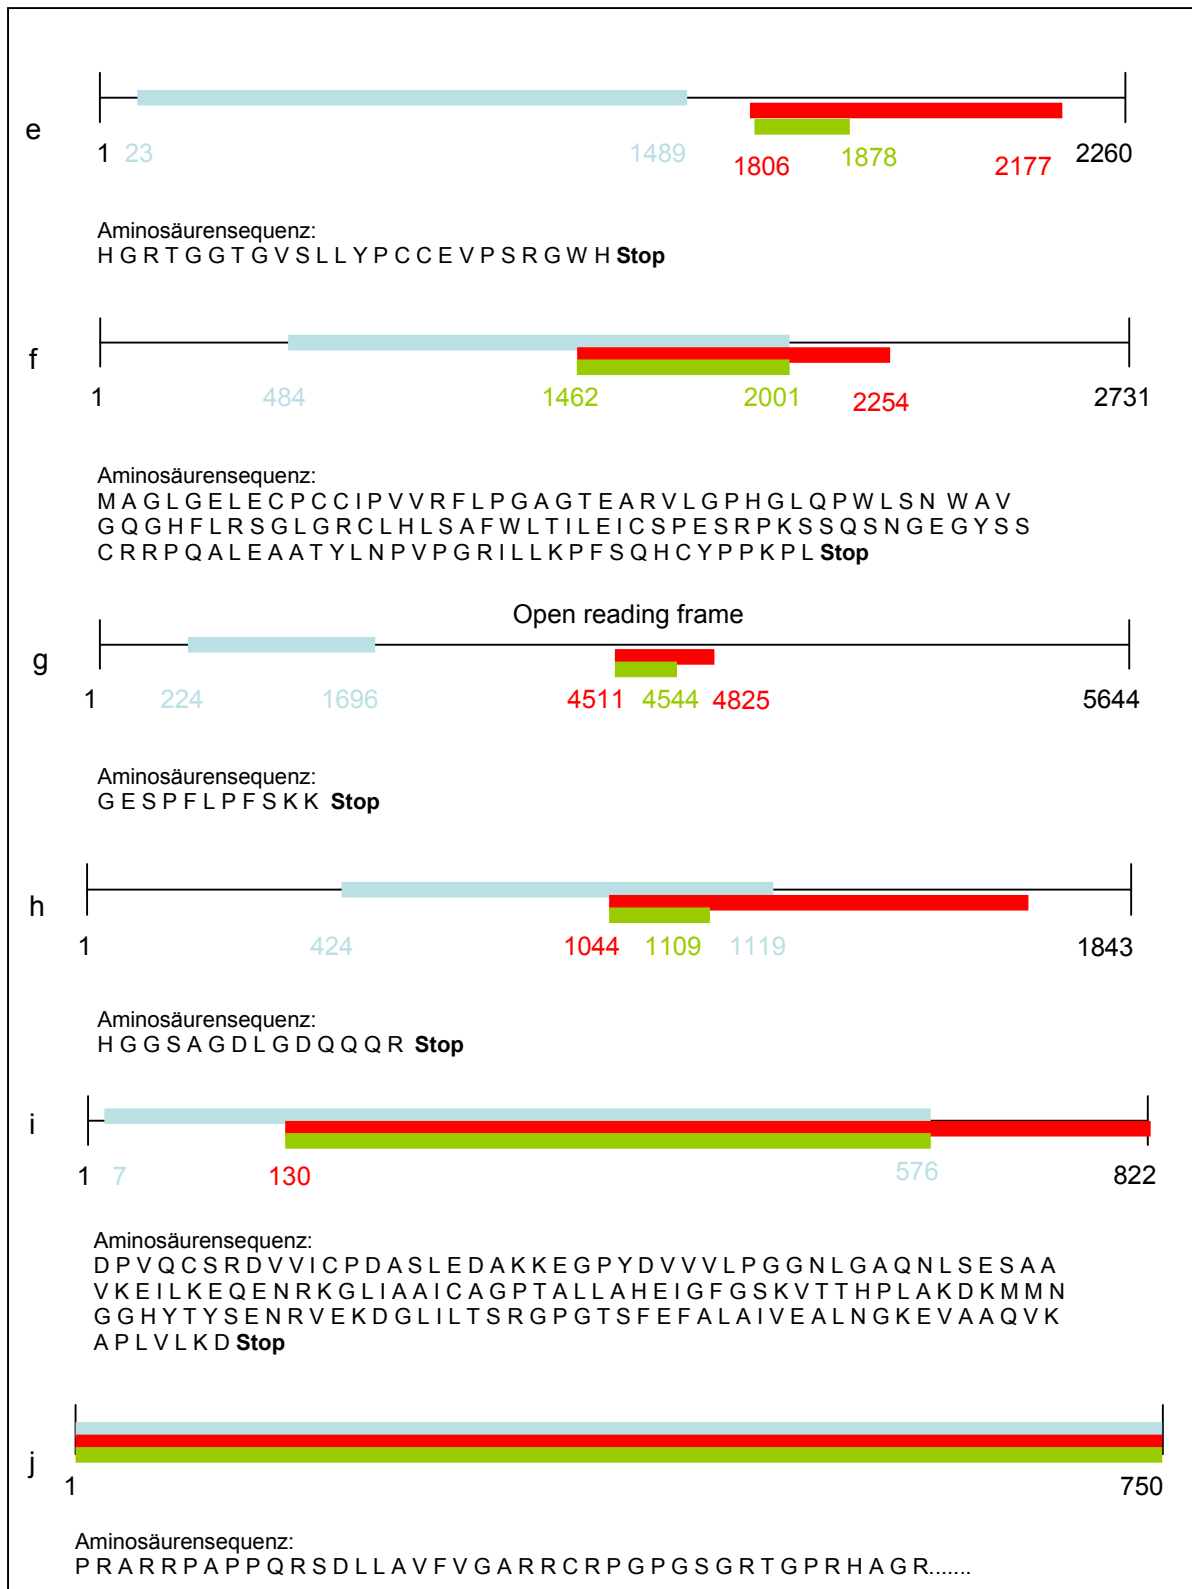 e
1 23 1489 1806 1878 2177 2260
Aminosäurensequenz:
H G R T G G T G V S L L Y P C C E V P S R G W H Stop
f
1 484 1462 2001 2254 2731
Aminosäurensequenz:
M A G L G E L E C P C C I P V V R F L P G A G T E A R V L G P H G L Q P W L S N W A V
G Q G H F L R S G L G R C L H L S A F W L T I L E I C S P E S R P K S S Q S N G E G Y S S
C R R P Q A L E A A T Y L N P V P G R I L L K P F S Q H C Y P P K P L Stop
Open reading frame
g
1 224 1696 4511 4544 4825 5644
Aminosäurensequenz:
G E S P F L P F S K K Stop
h
1 424 1044 1109 1119 1843
Aminosäurensequenz:
H G G S A G D L G D Q Q Q R Stop
i
1 7 130 576 822
Aminosäurensequenz:
D P V Q C S R D V V I C P D A S L E D A K K E G P Y D V V V L P G G N L G A Q N L S E S A A
V K E I L K E Q E N R K G L I A A I C A G P T A L L A H E I G F G S K V T T H P L A K D K M M N
G G H Y T Y S E N R V E K D G L I L T S R G P G T S F E F A L A I V E A L N G K E V A A Q V K
A P L V L K D Stop
j
1 750
Aminosäurensequenz:
P R A R R P A P P Q R S D L L A V F V G A R R C R P G P G S G R T G P R H A G R.......